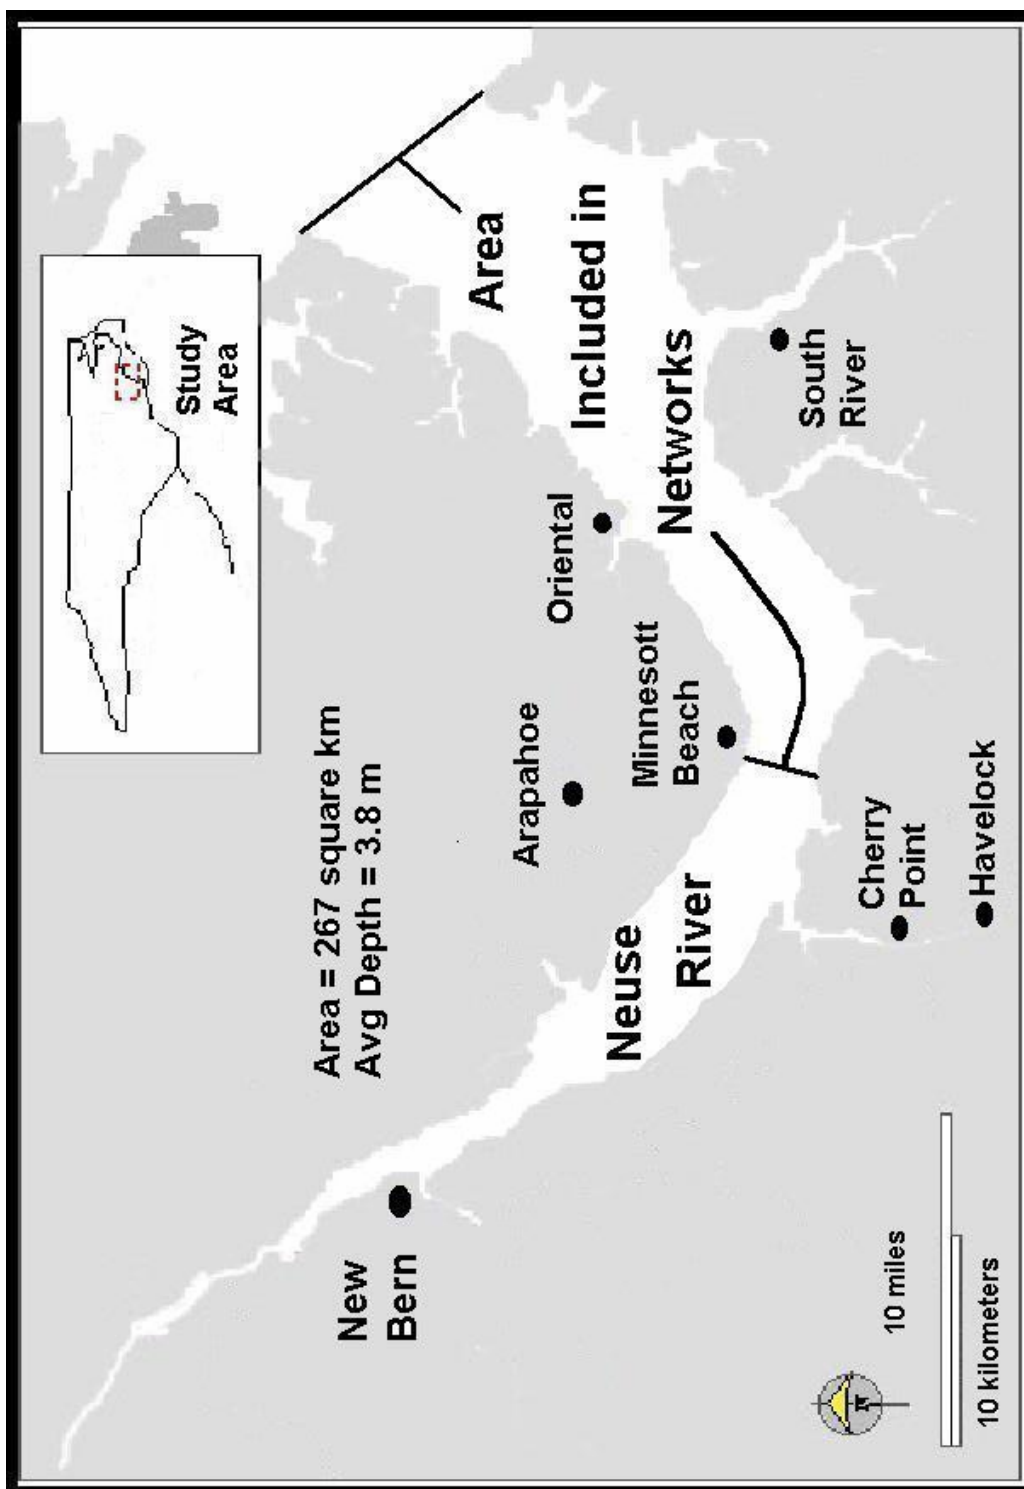 Study
Area
Area = 267 square km
Avg Depth = 3.8 m
New
Bern
Area
Included in
Networks
Oriental
Arapahoe
Minnesott
Beach
Neuse
River
South
River
Cherry
Point
Havelock
10 miles
10 kilometers
N